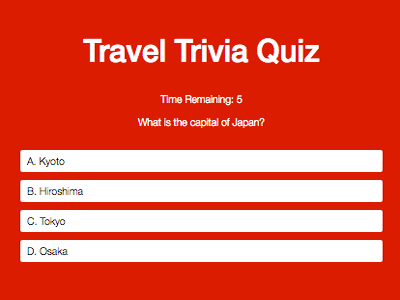 Travel Trivia Quiz
Time Remaining: 5
What is the capital of Japan?
A. Kyoto
B. Hiroshima
C. Tokyo
D. Osaka